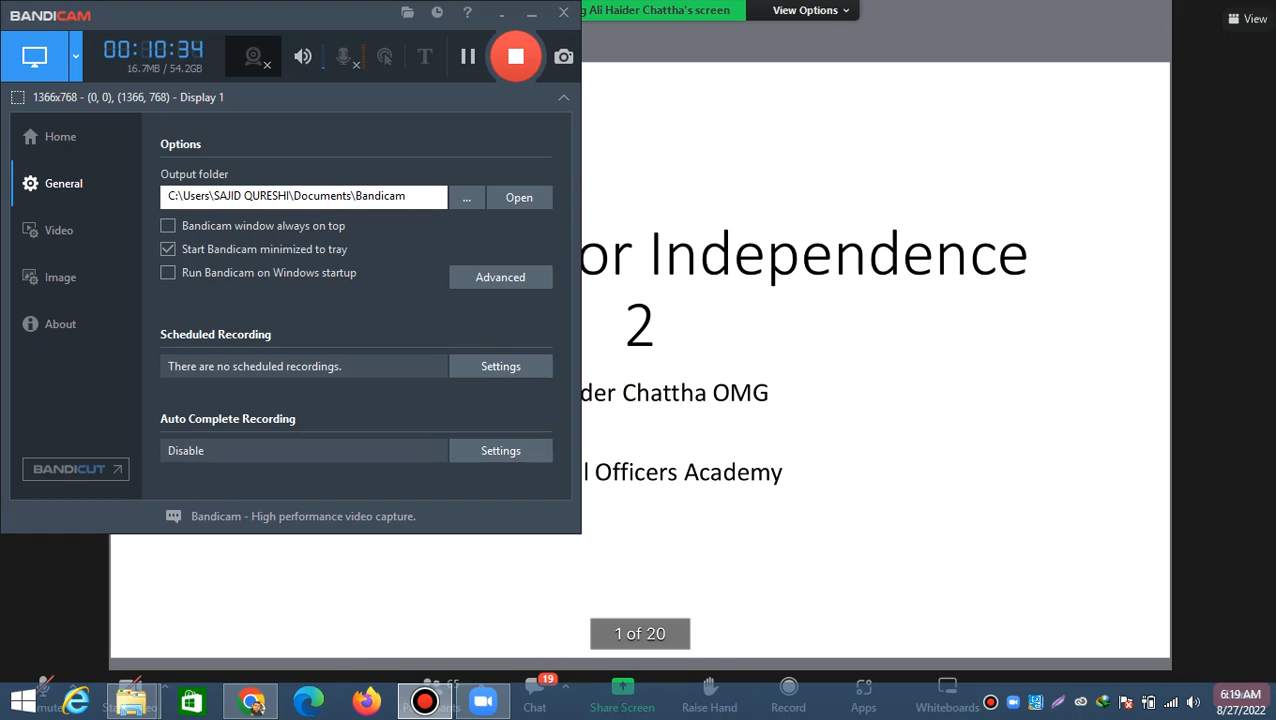 BANDICAM
g Ali Haider Chattha's screen
View Options
View
00:10:34
16.7MB / 54.2GB
1366x768 - (0, 0), (1366, 768) - Display 1
Home
General
Video
Image
About
BANDICUT
Options
Output folder
C:\Users\SAJID QURESHI\Documents\Bandicam
...
Open
Bandicam window always on top
Start Bandicam minimized to tray
Run Bandicam on Windows startup
Advanced
Scheduled Recording
There are no scheduled recordings.
Settings
Auto Complete Recording
Disable
Settings
Bandicam - High performance video capture.
or Independence
2
der Chattha OMG
l Officers Academy
1 of 20
19
Chat
Share Screen
Raise Hand
Record
Apps
Whiteboards
6:19 AM
8/27/2022